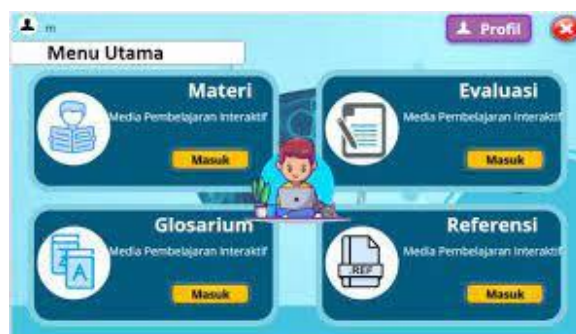 m
Profil
Menu Utama
Materi
Media Pembelajaran Interaktif
Masuk
Evaluasi
Media Pembelajaran Interaktif
Masuk
Glosarium
Media Pembelajaran Interaktif
Masuk
A
Referensi
Media Pembelajaran Interaktif
Masuk
.REF